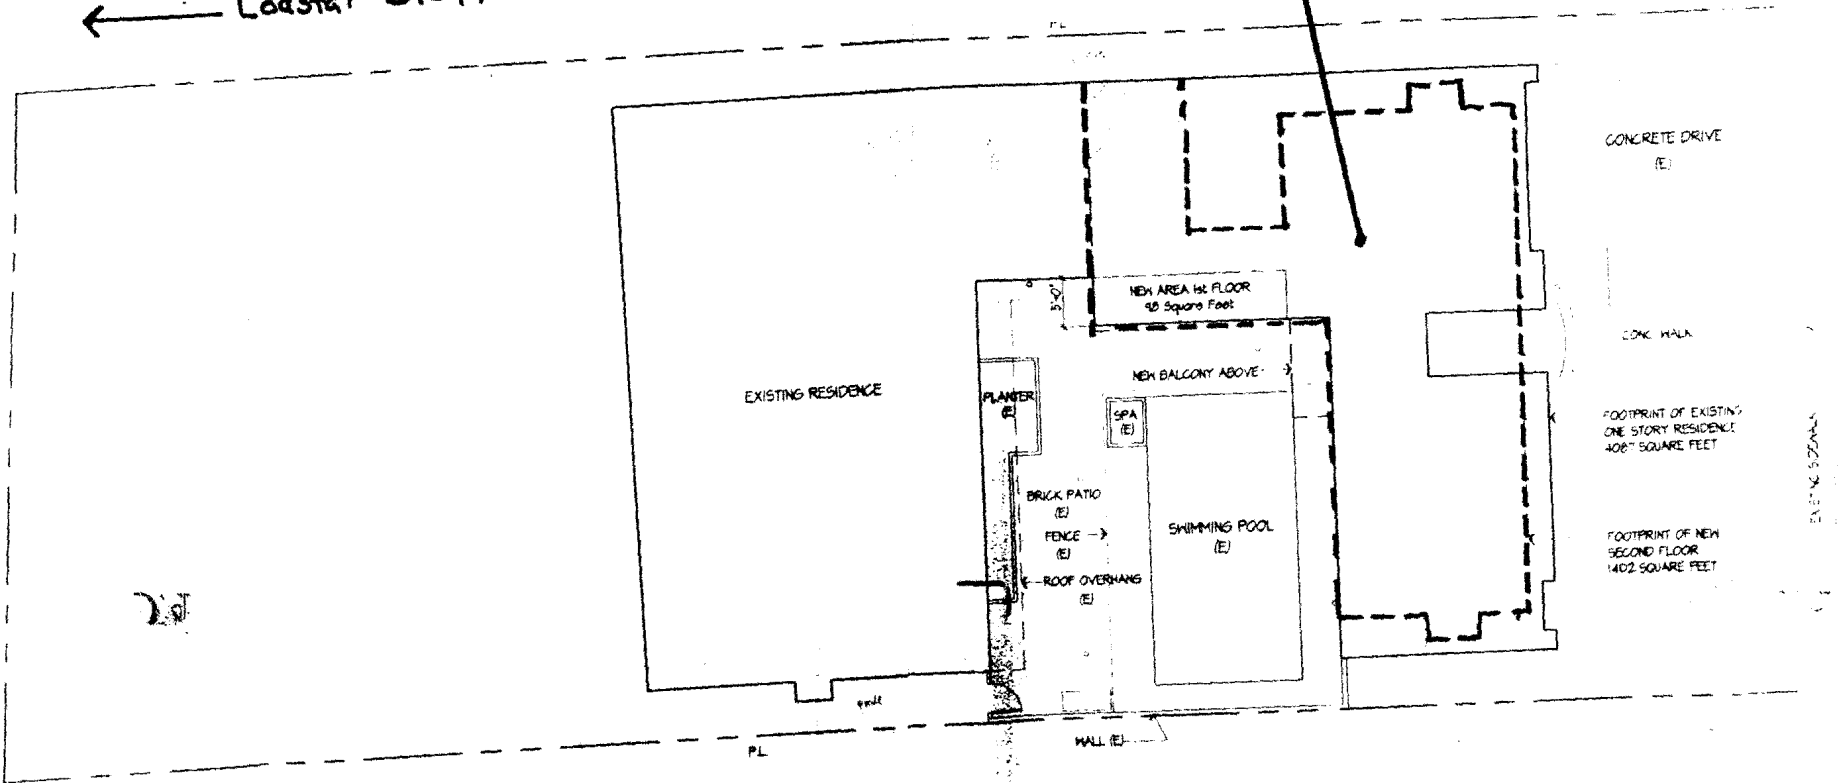 PL
CONCRETE DRIVE
(E)
NEW AREA 1st FLOOR
Square Feet
5'-0"
CONC WALK
NEW BALCONY ABOVE
EXISTING RESIDENCE
PLANTER
(E)
SPA
(E)
FOOTPRINT OF EXISTING
ONE STORY RESIDENCE
SQUARE FEET
BRICK PATIO
(E)
FENCE
(E)
SWIMMING POOL
(E)
FOOTPRINT OF NEW
SECOND FLOOR
1402 SQUARE FEET
ROOF OVERHANG
(E)
PL
WALL (E)